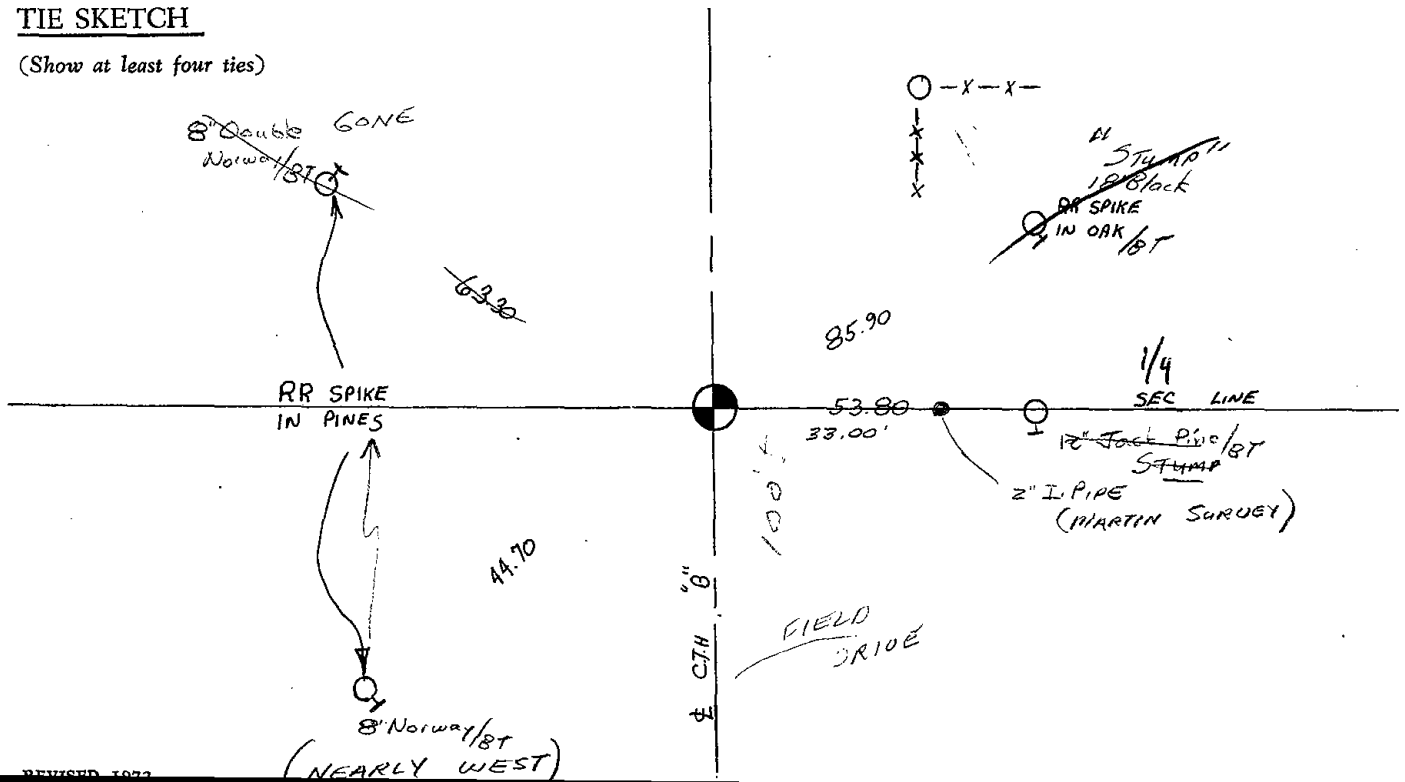 TIE SKETCH
(Show at least four ties)
8" Double GONE
Norway/BT
-X-X-
X
X
X
"STUMP"
18" Black
RR SPIKE
IN OAK /BT
63.30
85.90
RR SPIKE
IN PINES
1/4
SEC LINE
53.80
33.00'
12" Jack Pine/BT
STUMP
2" I. PIPE
(MARTIN SURVEY)
100'±
44.70
℄ C.T.H. "B"
FIELD
DRIVE
8" Norway/BT
(NEARLY WEST)
REVISED 1973